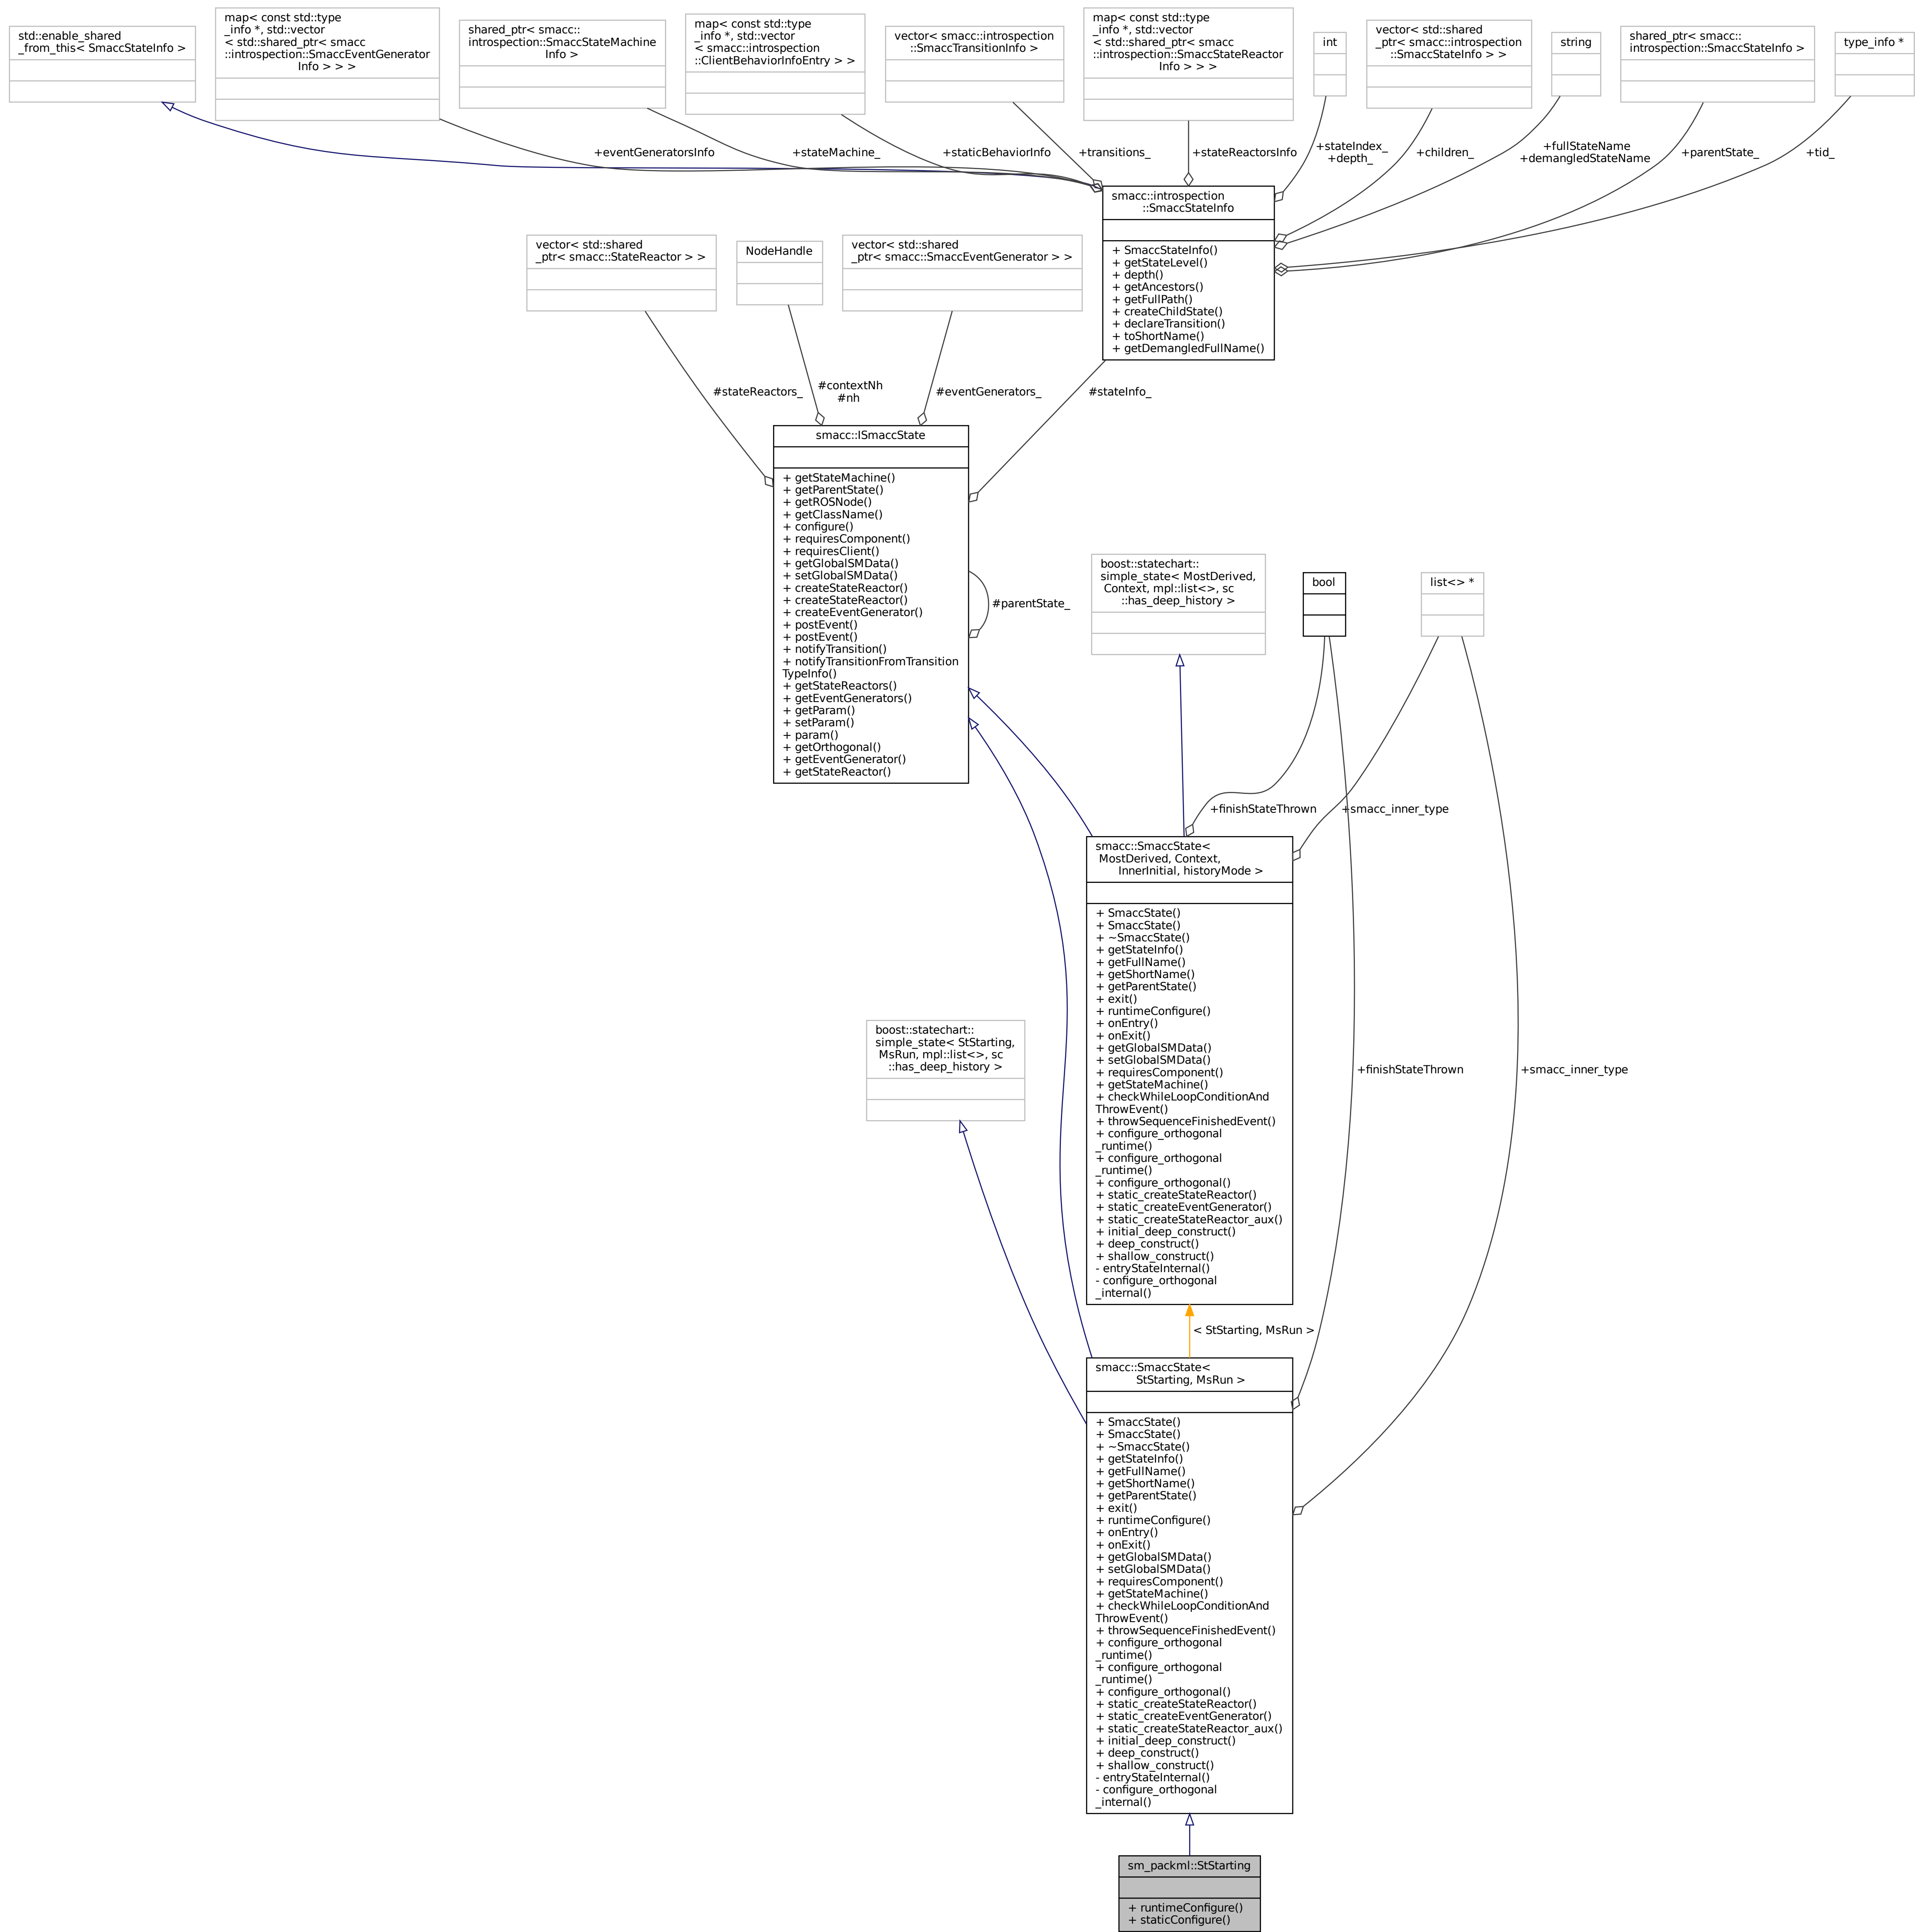 std::enable_shared
_from_this< SmaccStateInfo >
map< const std::type
_info *, std::vector
< std::shared_ptr< smacc
::introspection::SmaccEventGenerator
Info > > >
shared_ptr< smacc::
introspection::SmaccStateMachine
Info >
map< const std::type
_info *, std::vector
< smacc::introspection
::ClientBehaviorInfoEntry > >
vector< smacc::introspection
::SmaccTransitionInfo >
map< const std::type
_info *, std::vector
< std::shared_ptr< smacc
::introspection::SmaccStateReactor
Info > > >
int
vector< std::shared
_ptr< smacc::introspection
::SmaccStateInfo > >
string
shared_ptr< smacc::
introspection::SmaccStateInfo >
type_info *
+eventGeneratorsInfo
+stateMachine_
+staticBehaviorInfo
+transitions_
+stateReactorsInfo
+stateIndex_
+depth_
+children_
+fullStateName
+demangledStateName
+parentState_
+tid_
smacc::introspection
::SmaccStateInfo
+ SmaccStateInfo()
+ getStateLevel()
+ depth()
+ getAncestors()
+ getFullPath()
+ createChildState()
+ declareTransition()
+ toShortName()
+ getDemangledFullName()
vector< std::shared
_ptr< smacc::StateReactor > >
NodeHandle
vector< std::shared
_ptr< smacc::SmaccEventGenerator > >
#stateReactors_
#contextNh
#nh
#eventGenerators_
#stateInfo_
smacc::ISmaccState
+ getStateMachine()
+ getParentState()
+ getROSNode()
+ getClassName()
+ configure()
+ requiresComponent()
+ requiresClient()
+ getGlobalSMData()
+ setGlobalSMData()
+ createStateReactor()
+ createStateReactor()
+ createEventGenerator()
+ postEvent()
+ postEvent()
+ notifyTransition()
+ notifyTransitionFromTransition
TypeInfo()
+ getStateReactors()
+ getEventGenerators()
+ getParam()
+ setParam()
+ param()
+ getOrthogonal()
+ getEventGenerator()
+ getStateReactor()
#parentState_
boost::statechart::
simple_state< MostDerived,
Context, mpl::list<>, sc
::has_deep_history >
bool
list<> *
+finishStateThrown
+smacc_inner_type
smacc::SmaccState<
MostDerived, Context,
InnerInitial, historyMode >
+ SmaccState()
+ SmaccState()
+ ~SmaccState()
+ getStateInfo()
+ getFullName()
+ getShortName()
+ getParentState()
+ exit()
+ runtimeConfigure()
+ onEntry()
+ onExit()
+ getGlobalSMData()
+ setGlobalSMData()
+ requiresComponent()
+ getStateMachine()
+ checkWhileLoopConditionAnd
ThrowEvent()
+ throwSequenceFinishedEvent()
+ configure_orthogonal
_runtime()
+ configure_orthogonal
_runtime()
+ configure_orthogonal()
+ static_createStateReactor()
+ static_createEventGenerator()
+ static_createStateReactor_aux()
+ initial_deep_construct()
+ deep_construct()
+ shallow_construct()
- entryStateInternal()
- configure_orthogonal
_internal()
boost::statechart::
simple_state< StStarting,
MsRun, mpl::list<>, sc
::has_deep_history >
+finishStateThrown
+smacc_inner_type
< StStarting, MsRun >
smacc::SmaccState<
StStarting, MsRun >
+ SmaccState()
+ SmaccState()
+ ~SmaccState()
+ getStateInfo()
+ getFullName()
+ getShortName()
+ getParentState()
+ exit()
+ runtimeConfigure()
+ onEntry()
+ onExit()
+ getGlobalSMData()
+ setGlobalSMData()
+ requiresComponent()
+ getStateMachine()
+ checkWhileLoopConditionAnd
ThrowEvent()
+ throwSequenceFinishedEvent()
+ configure_orthogonal
_runtime()
+ configure_orthogonal
_runtime()
+ configure_orthogonal()
+ static_createStateReactor()
+ static_createEventGenerator()
+ static_createStateReactor_aux()
+ initial_deep_construct()
+ deep_construct()
+ shallow_construct()
- entryStateInternal()
- configure_orthogonal
_internal()
sm_packml::StStarting
+ runtimeConfigure()
+ staticConfigure()